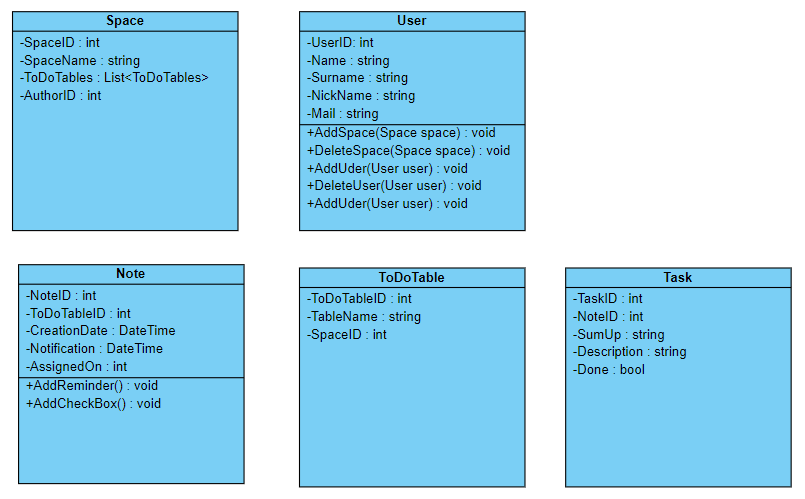 Space
-SpaceID : int
-SpaceName : string
-ToDoTables : List<ToDoTables>
-AuthorID : int
User
-UserID: int
-Name : string
-Surname : string
-NickName : string
-Mail : string
+AddSpace(Space space) : void
+DeleteSpace(Space space) : void
+AddUder(User user) : void
+DeleteUser(User user) : void
+AddUder(User user) : void
Note
-NoteID : int
-ToDoTableID : int
-CreationDate : DateTime
-Notification : DateTime
-AssignedOn : int
+AddReminder() : void
+AddCheckBox() : void
ToDoTable
-ToDoTableID : int
-TableName : string
-SpaceID : int
Task
-TaskID : int
-NoteID : int
-SumUp : string
-Description : string
-Done : bool